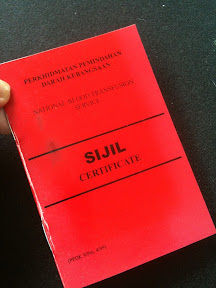 PERKHIDMATAN PEMINDAHAN
DARAH KEBANGSAAN
NATIONAL BLOOD TRANSFUSION
SERVICE
SIJIL
CERTIFICATE